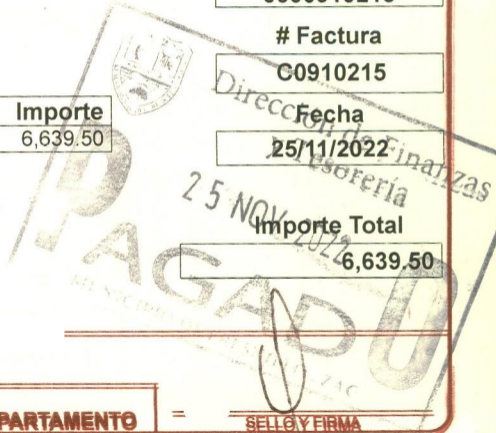 # Factura
C0910215
Fecha
25/11/2022
Importe
6,639.50
Importe Total
6,639.50
Dirección de Finanzas
y Tesorería
25 NOV 2022
PAGADO
PARTAMENTO
=
SELLO Y FIRMA